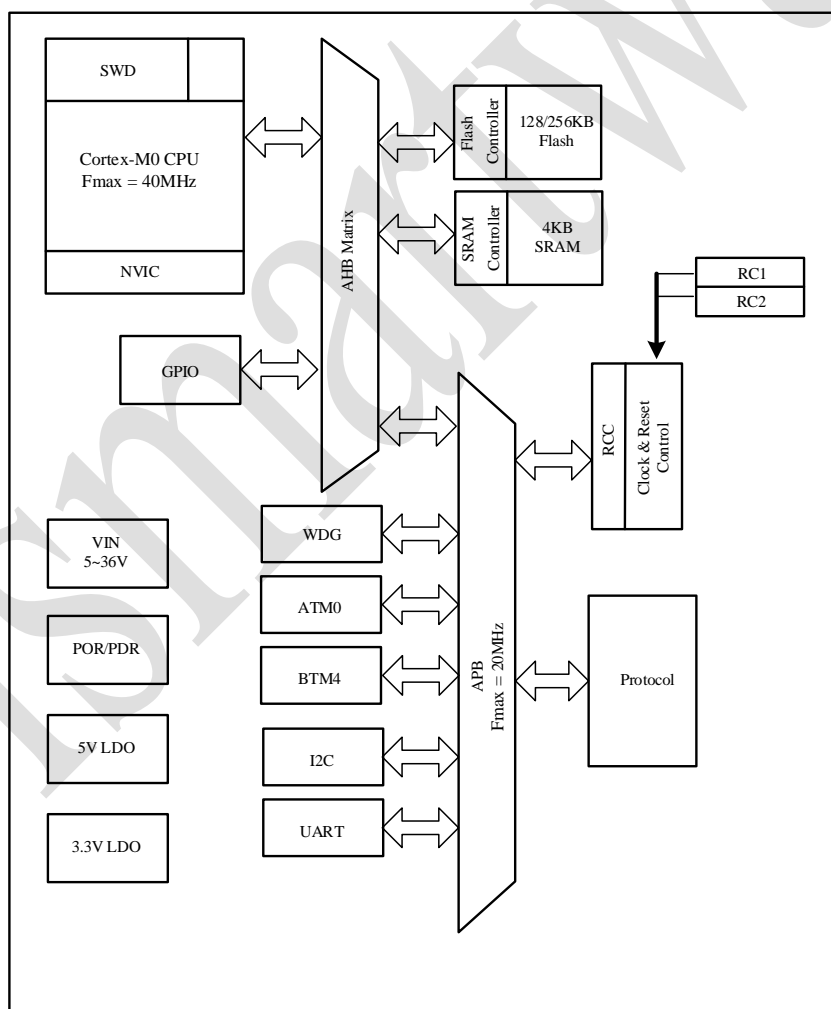 SWD
Cortex-M0 CPU
Fmax = 40MHz
NVIC
AHB Matrix
Flash
Controller
128/256KB
Flash
SRAM
Controller
4KB
SRAM
RC1
RC2
GPIO
RCC
Clock & Reset
Control
VIN
5~36V
POR/PDR
5V LDO
3.3V LDO
WDG
ATM0
BTM4
I2C
UART
APB
Fmax = 20MHz
Protocol